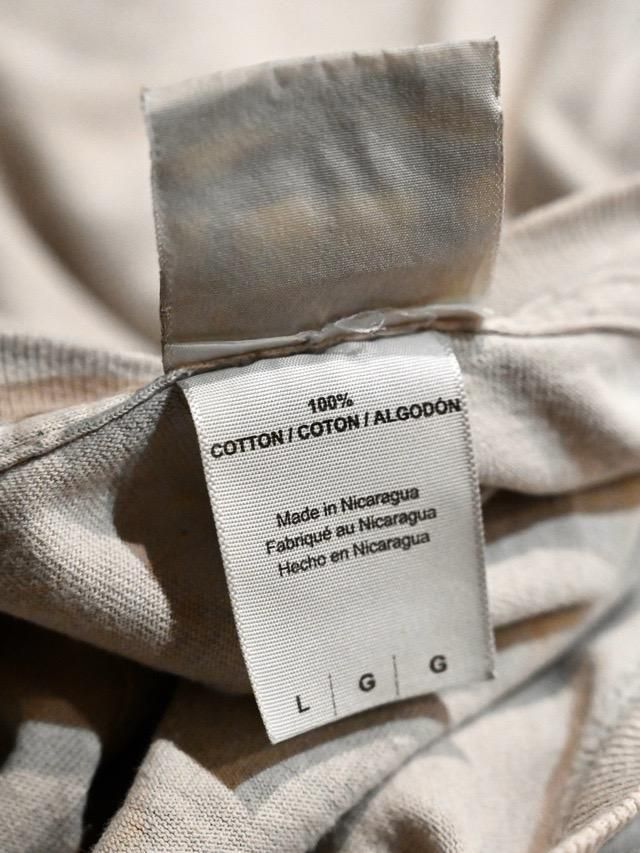 100%
COTTON / COTON / ALGODÓN
Made in Nicaragua
Fabriqué au Nicaragua
Hecho en Nicaragua
L | G | G